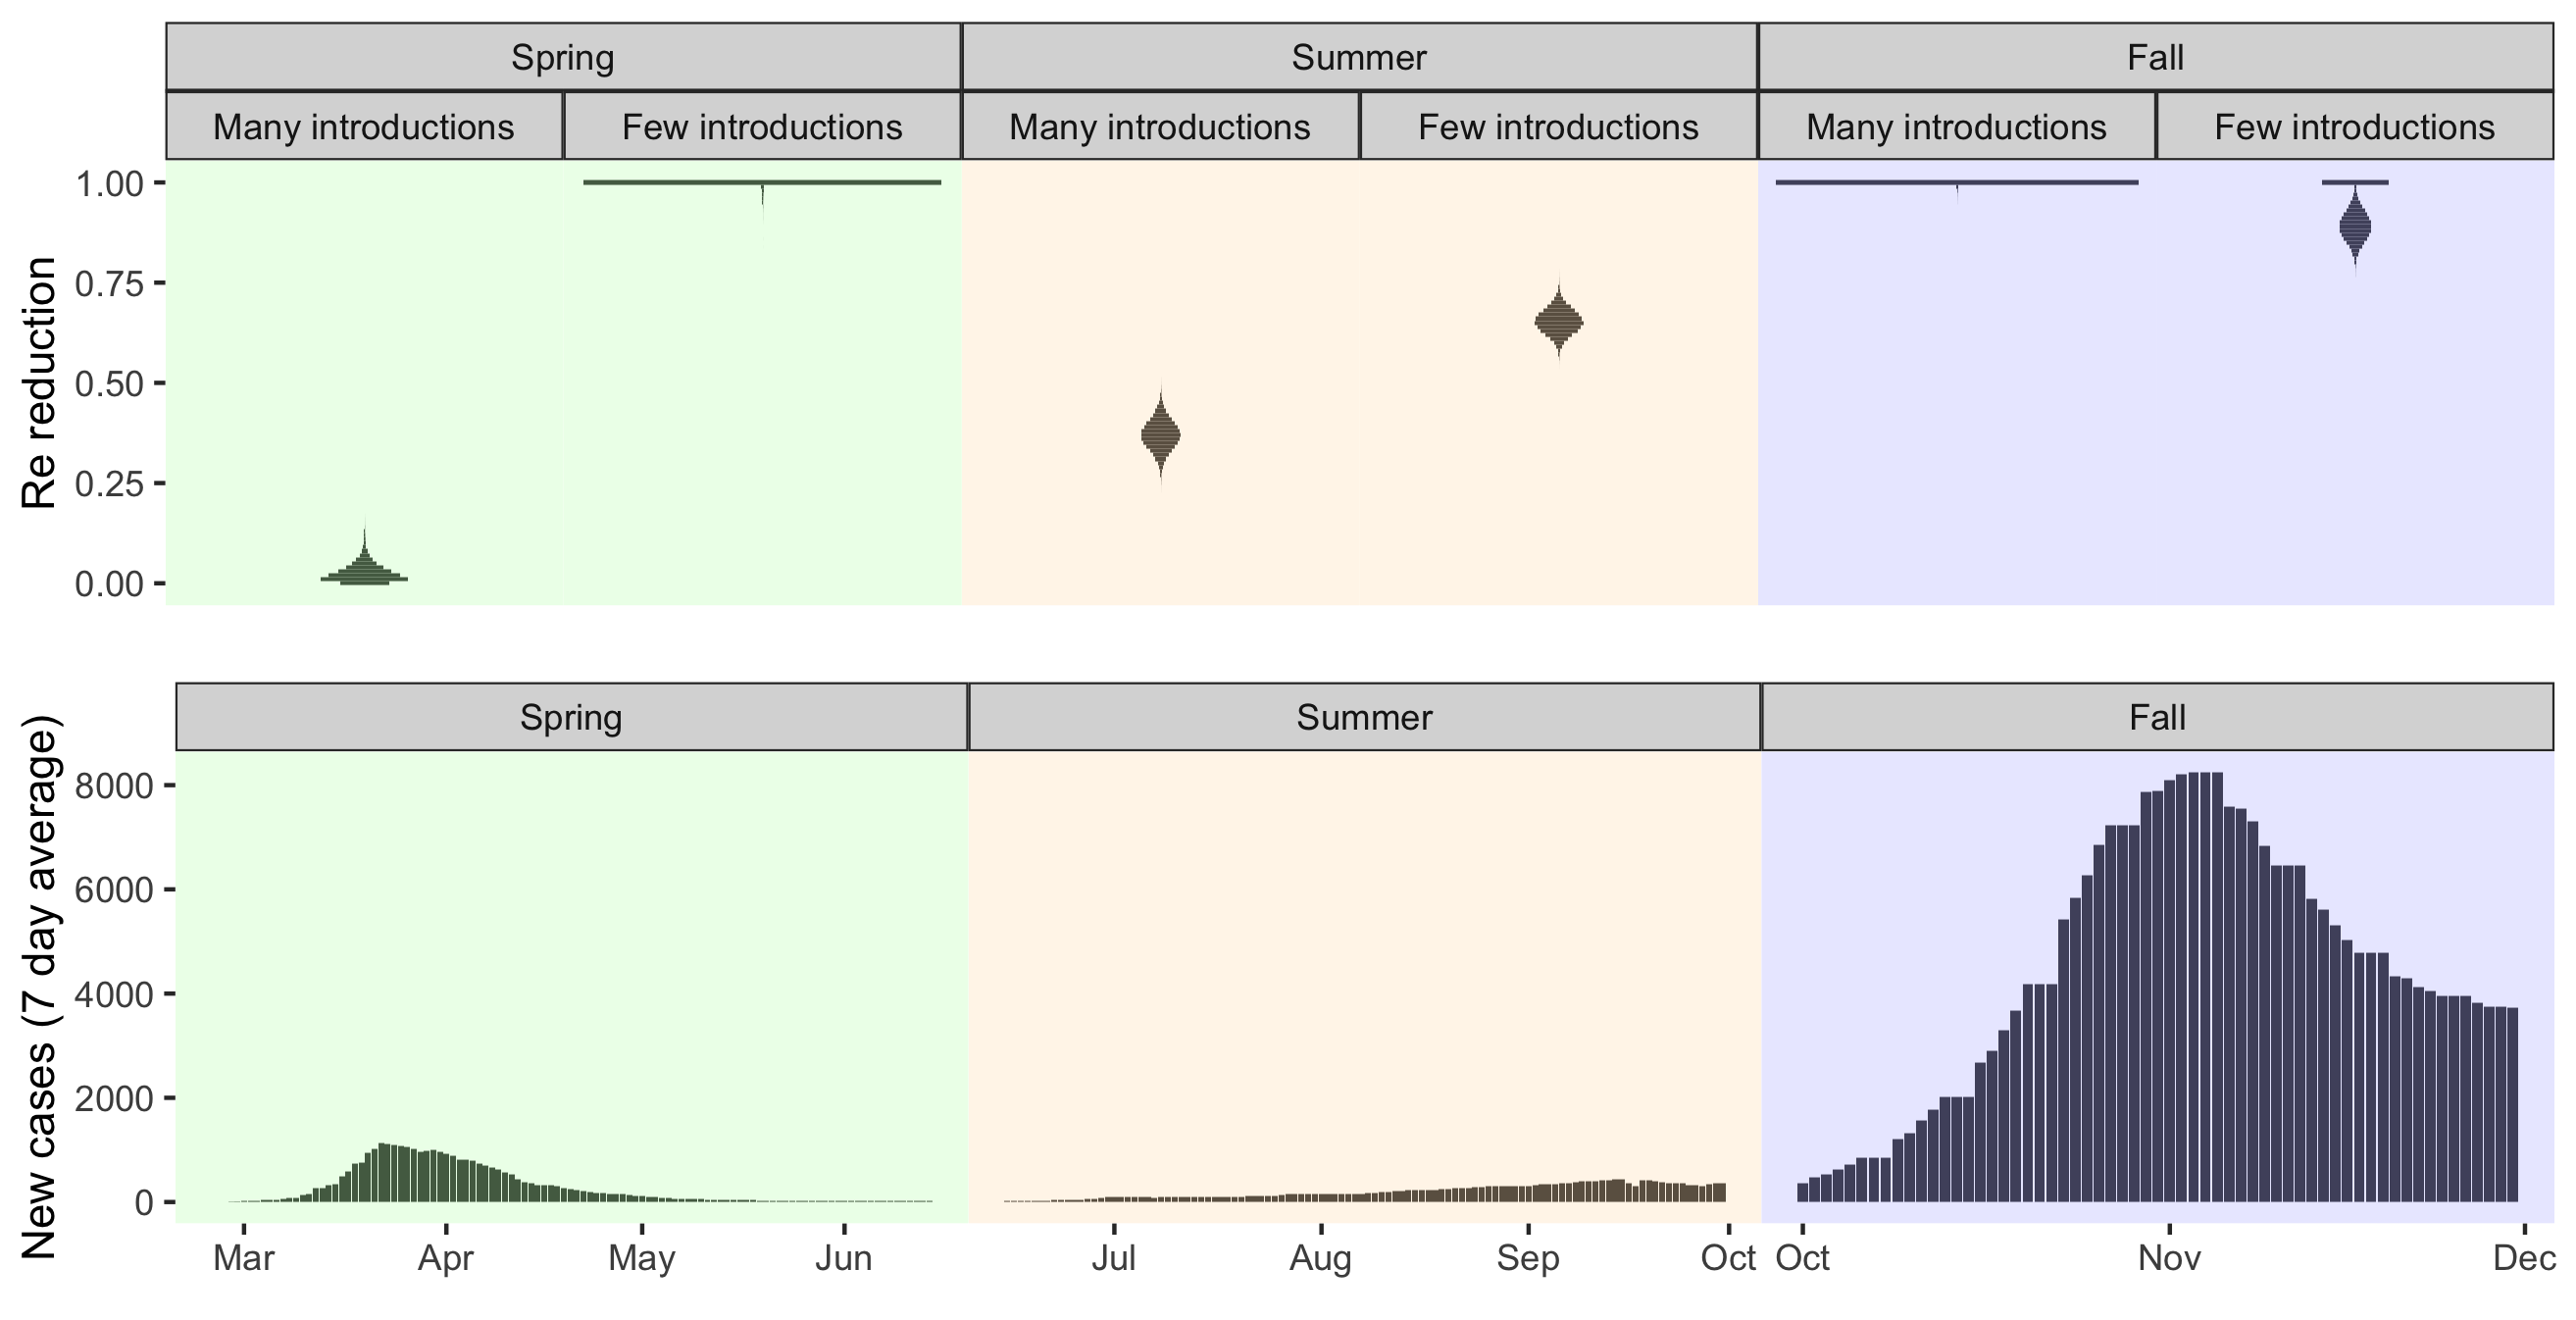 Spring Summer Fall
Many introductions Few introductions Many introductions Few introductions Many introductions Few introductions
Re reduction
1.00
0.75
0.50
0.25
0.00
Spring Summer Fall
New cases (7 day average)
8000
6000
4000
2000
0
Mar Apr May Jun Jul Aug Sep Oct Oct Nov Dec